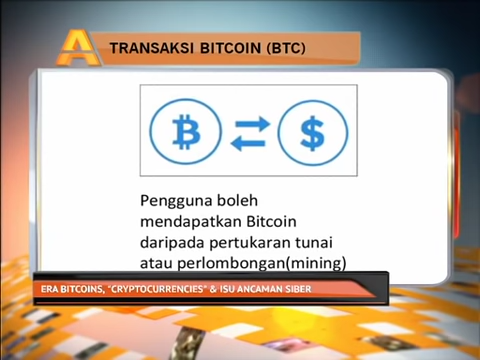 A TRANSAKSI BITCOIN (BTC)
Pengguna boleh
mendapatkan Bitcoin
daripada pertukaran tunai
atau perlombongan(mining)
ERA BITCOINS, "CRYPTOCURRENCIES" & ISU ANCAMAN SIBER